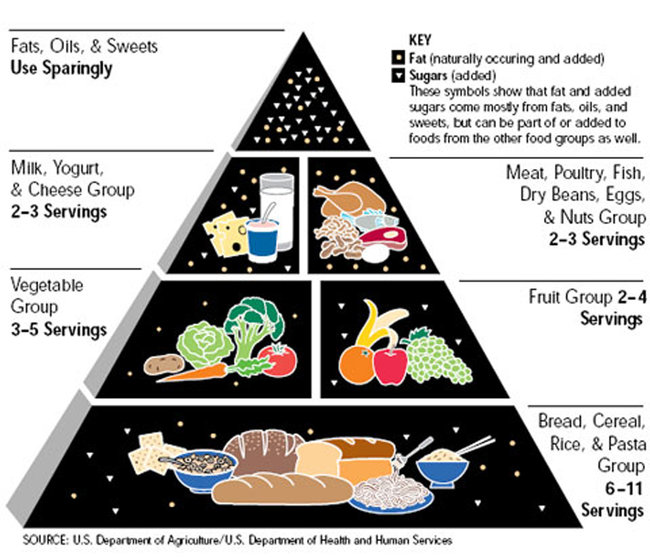 Fats, Oils, & Sweets
Use Sparingly
KEY
Fat (naturally occuring and added)
Sugars (added)
These symbols show that fat and added
sugars come mostly from fats, oils, and
sweets, but can be part of or added to
foods from the other food groups as well.
Milk, Yogurt,
& Cheese Group
2–3 Servings
Meat, Poultry, Fish,
Dry Beans, Eggs,
& Nuts Group
2–3 Servings
Vegetable
Group
3–5 Servings
Fruit Group 2–4
Servings
Bread, Cereal,
Rice, & Pasta
Group
6–11
Servings
SOURCE: U.S. Department of Agriculture/U.S. Department of Health and Human Services